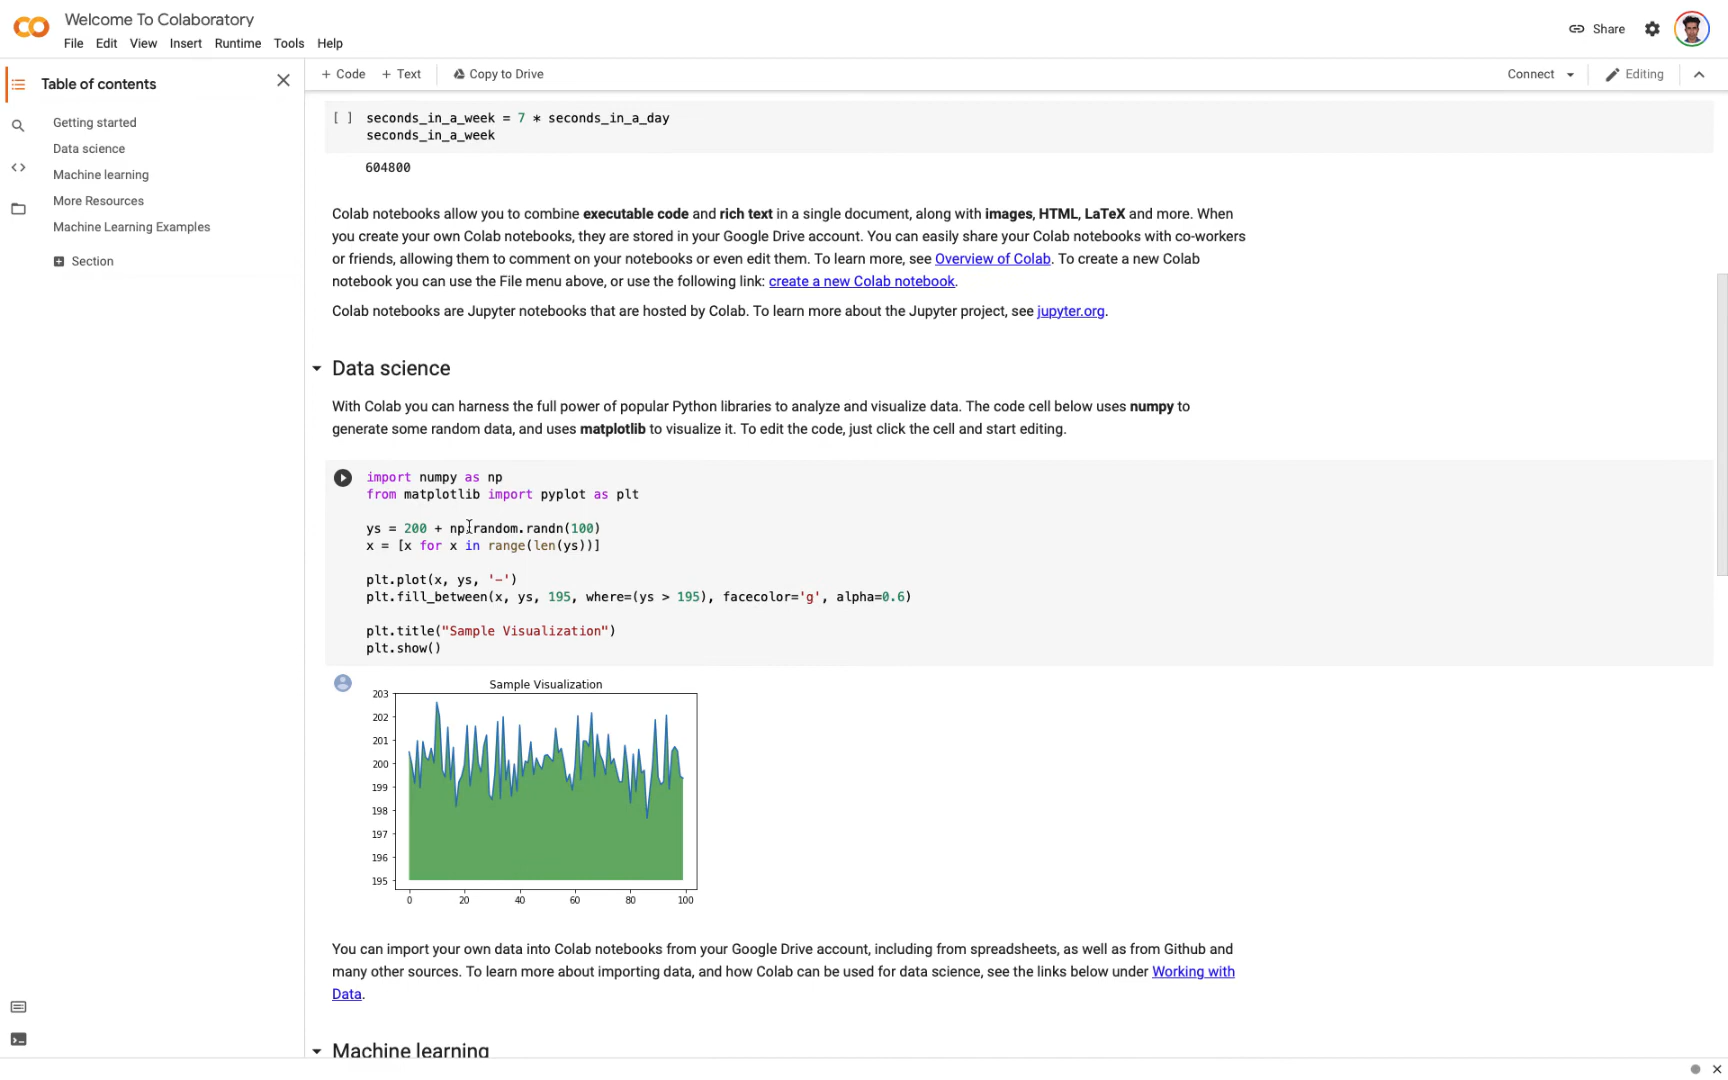 Welcome To Colaboratory
File Edit View Insert Runtime Tools Help
Share
Table of contents
Getting started
Data science
Machine learning
More Resources
Machine Learning Examples
Section
+ Code + Text Copy to Drive
Connect Editing
[ ] seconds_in_a_week = 7 * seconds_in_a_day
seconds_in_a_week
604800
Colab notebooks allow you to combine executable code and rich text in a single document, along with images, HTML, LaTeX and more. When
you create your own Colab notebooks, they are stored in your Google Drive account. You can easily share your Colab notebooks with co-workers
or friends, allowing them to comment on your notebooks or even edit them. To learn more, see Overview of Colab. To create a new Colab
notebook you can use the File menu above, or use the following link: create a new Colab notebook.
Colab notebooks are Jupyter notebooks that are hosted by Colab. To learn more about the Jupyter project, see jupyter.org.
Data science
With Colab you can harness the full power of popular Python libraries to analyze and visualize data. The code cell below uses numpy to
generate some random data, and uses matplotlib to visualize it. To edit the code, just click the cell and start editing.
import numpy as np
from matplotlib import pyplot as plt
ys = 200 + np.random.randn(100)
x = [x for x in range(len(ys))]
plt.plot(x, ys, '-')
plt.fill_between(x, ys, 195, where=(ys > 195), facecolor='g', alpha=0.6)
plt.title("Sample Visualization")
plt.show()
Sample Visualization
203
202
201
200
199
198
197
196
195
0 20 40 60 80 100
You can import your own data into Colab notebooks from your Google Drive account, including from spreadsheets, as well as from Github and
many other sources. To learn more about importing data, and how Colab can be used for data science, see the links below under Working with
Data.
Machine learning